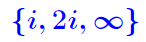 {i, 2i, ∞}